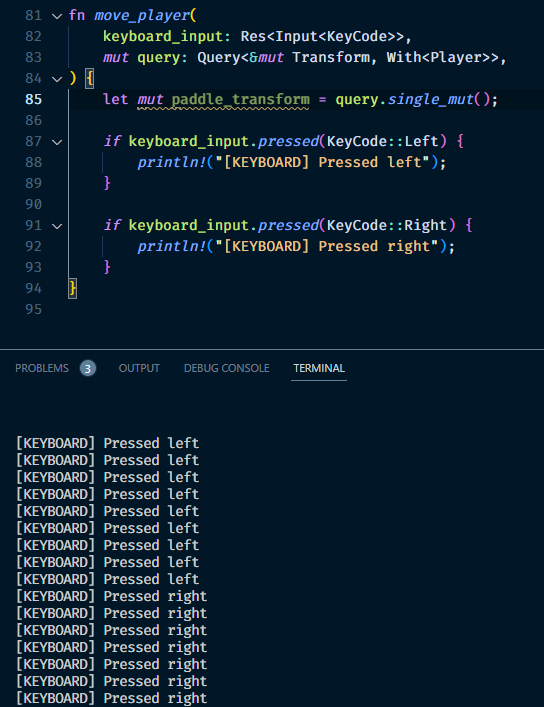 81 fn move_player(
82     keyboard_input: Res<Input<KeyCode>>,
83     mut query: Query<&mut Transform, With<Player>>,
84 ) {
85     let mut paddle_transform = query.single_mut();
86
87     if keyboard_input.pressed(KeyCode::Left) {
88         println!("[KEYBOARD] Pressed left");
89     }
90
91     if keyboard_input.pressed(KeyCode::Right) {
92         println!("[KEYBOARD] Pressed right");
93     }
94 }
95
PROBLEMS 3 OUTPUT DEBUG CONSOLE TERMINAL
[KEYBOARD] Pressed left
[KEYBOARD] Pressed left
[KEYBOARD] Pressed left
[KEYBOARD] Pressed left
[KEYBOARD] Pressed left
[KEYBOARD] Pressed left
[KEYBOARD] Pressed left
[KEYBOARD] Pressed left
[KEYBOARD] Pressed left
[KEYBOARD] Pressed right
[KEYBOARD] Pressed right
[KEYBOARD] Pressed right
[KEYBOARD] Pressed right
[KEYBOARD] Pressed right
[KEYBOARD] Pressed right
[KEYBOARD] Pressed right